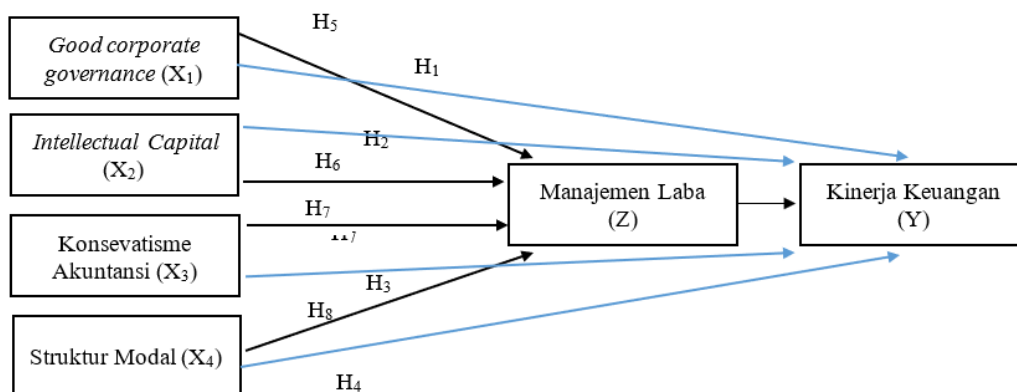 H₅
Good corporate
governance (X₁)
H₁
Intellectual Capital
(X₂)
H₂
H₆
Manajemen Laba
(Z)
Kinerja Keuangan
(Y)
H₇
H₇
Konsevatisme
Akuntansi (X₃)
H₃
H₈
Struktur Modal (X₄)
H₄